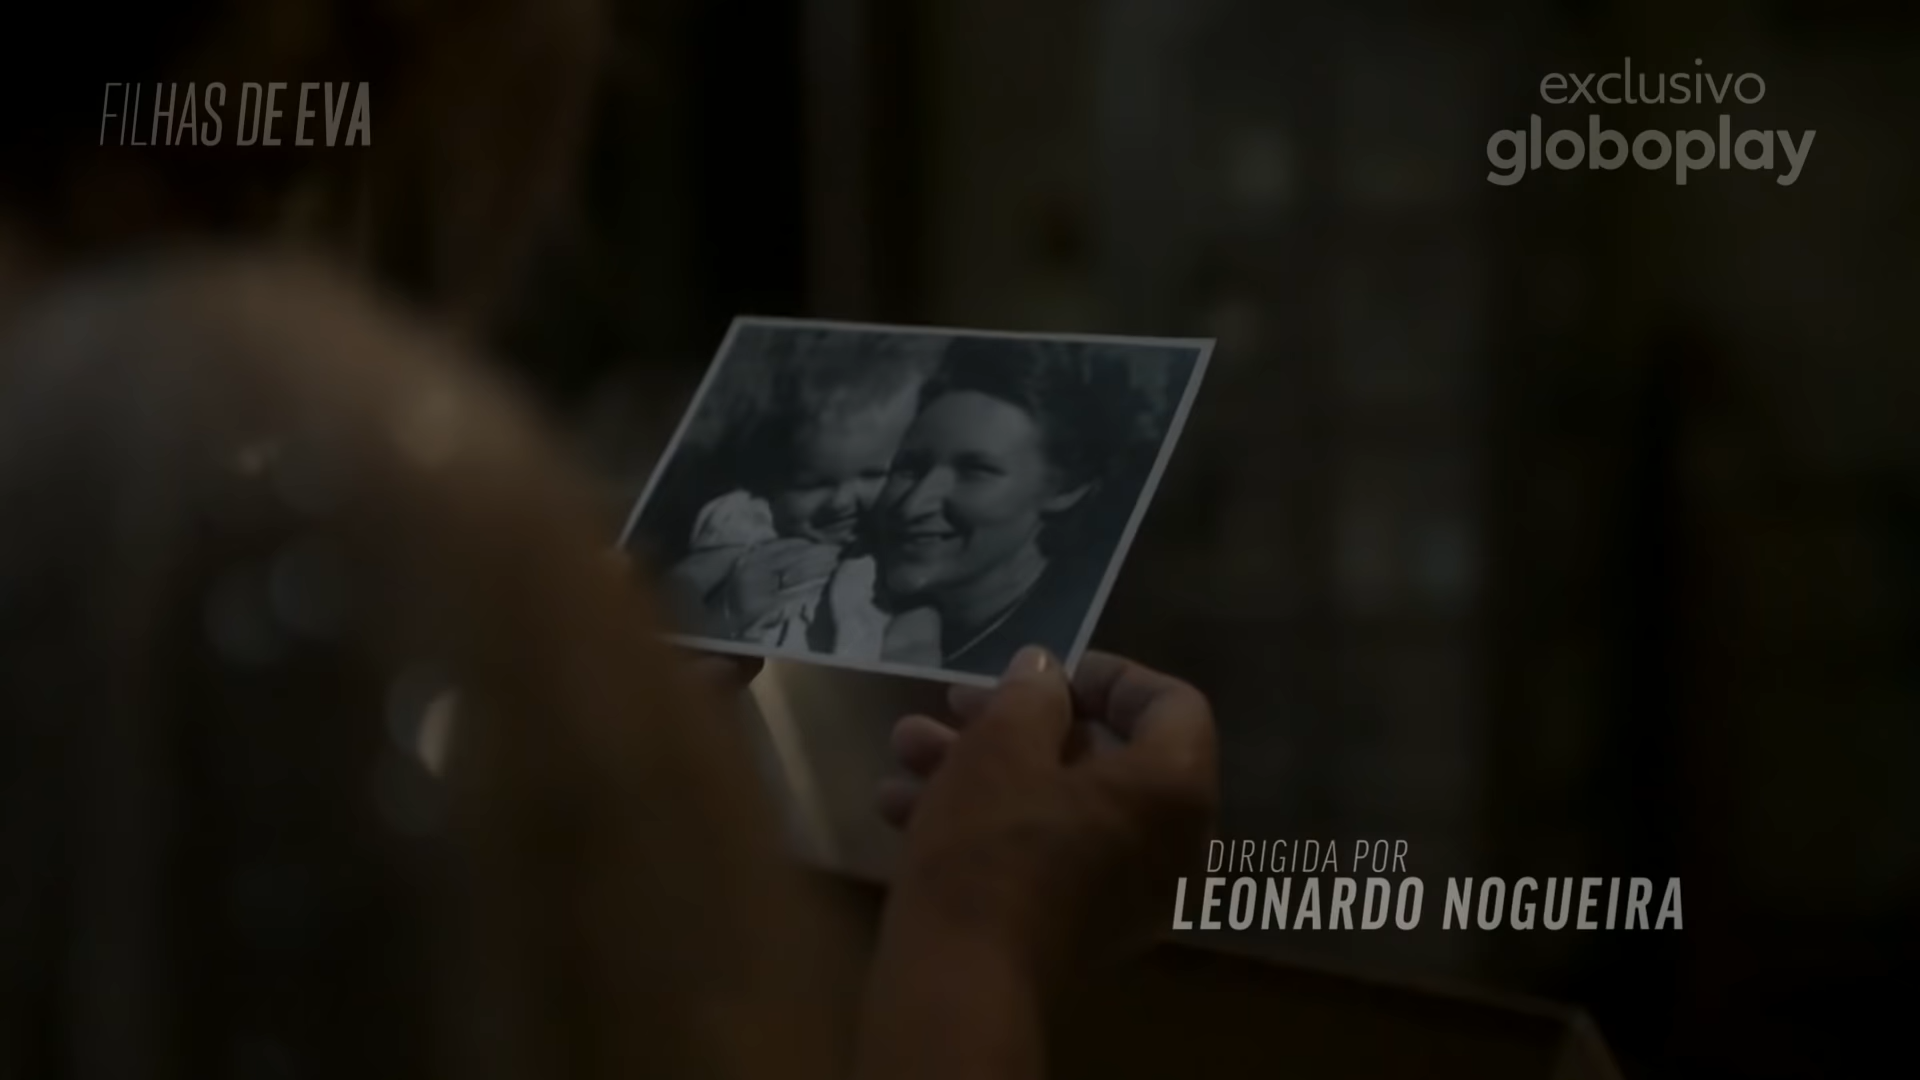 FILHAS DE EVA
exclusivo
globoplay
DIRIGIDA POR
LEONARDO NOGUEIRA